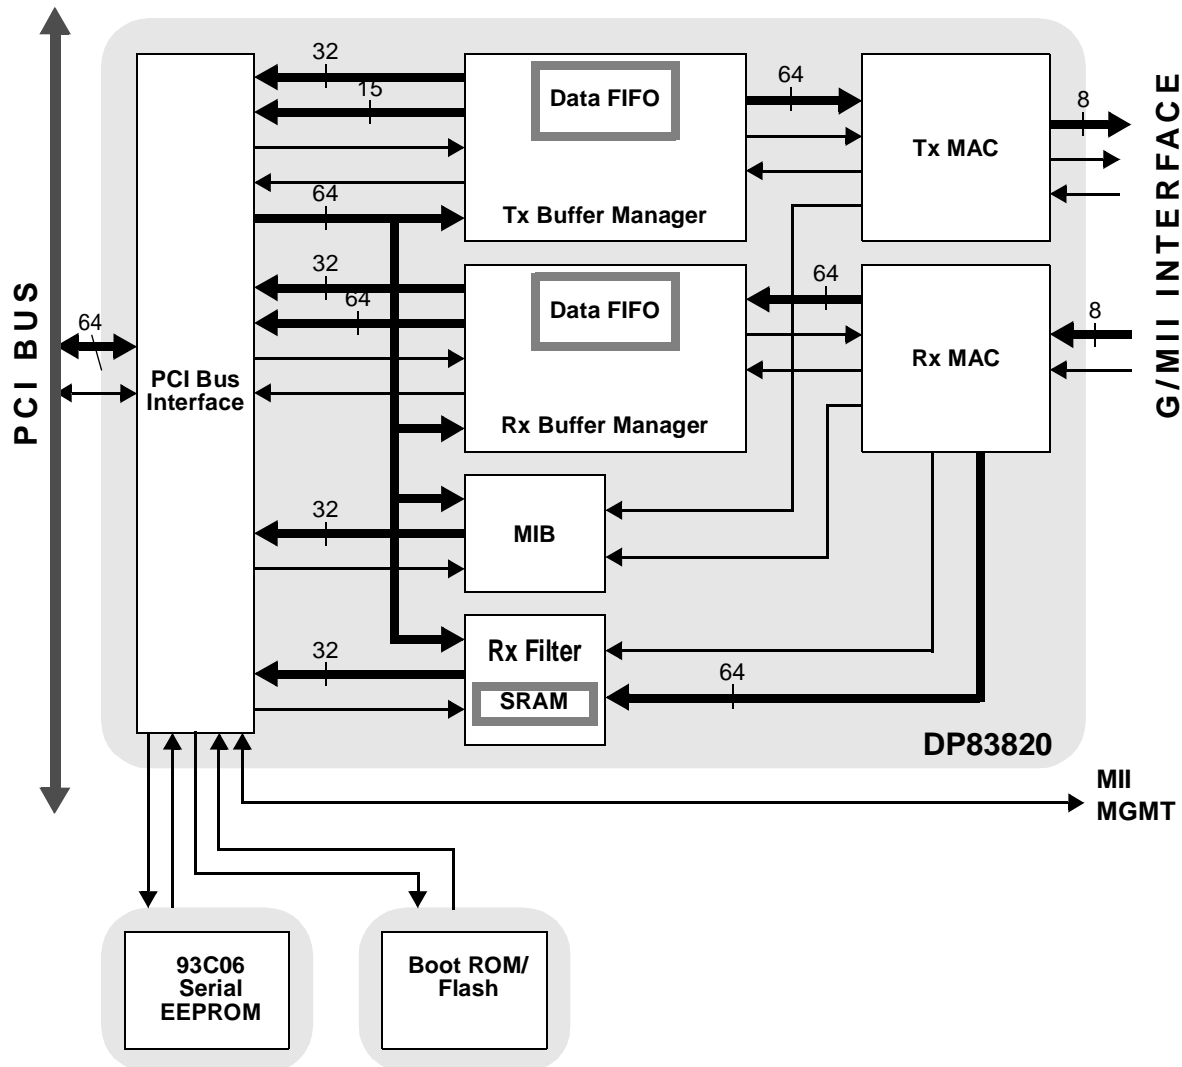 PCI BUS
64
PCI Bus
Interface
32
15
64
32
64
32
32
Data FIFO
Tx Buffer Manager
Data FIFO
Rx Buffer Manager
MIB
Rx Filter
SRAM
64
64
64
Tx MAC
Rx MAC
8
8
G/MII INTERFACE
DP83820
MII
MGMT
93C06
Serial
EEPROM
Boot ROM/
Flash